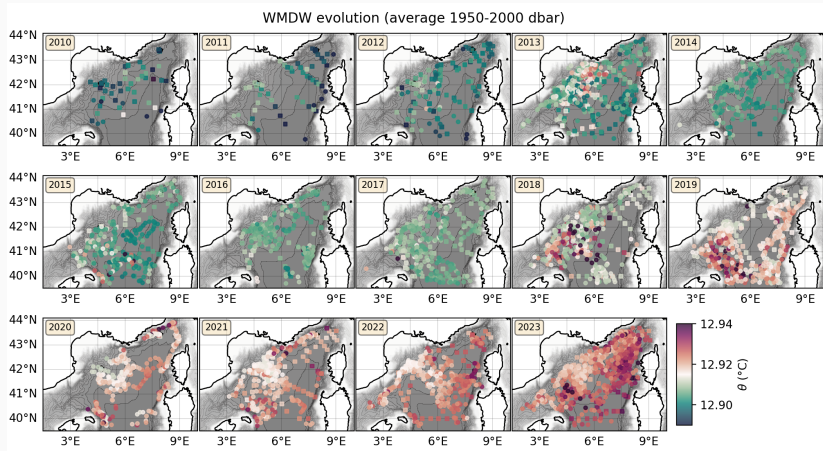 WMDW evolution (average 1950-2000 dbar)
44°N 2010 2011 2012 2013 2014
43°N
42°N
41°N
40°N
3°E 6°E 9°E 3°E 6°E 9°E 3°E 6°E 9°E 3°E 6°E 9°E 3°E 6°E 9°E
44°N 2015 2016 2017 2018 2019
43°N
42°N
41°N
40°N
3°E 6°E 9°E 3°E 6°E 9°E 3°E 6°E 9°E 3°E 6°E 9°E 3°E 6°E 9°E
44°N 2020 2021 2022 2023 12.94
43°N
42°N 12.92 θ (°C)
41°N
40°N 12.90
3°E 6°E 9°E 3°E 6°E 9°E 3°E 6°E 9°E 3°E 6°E 9°E